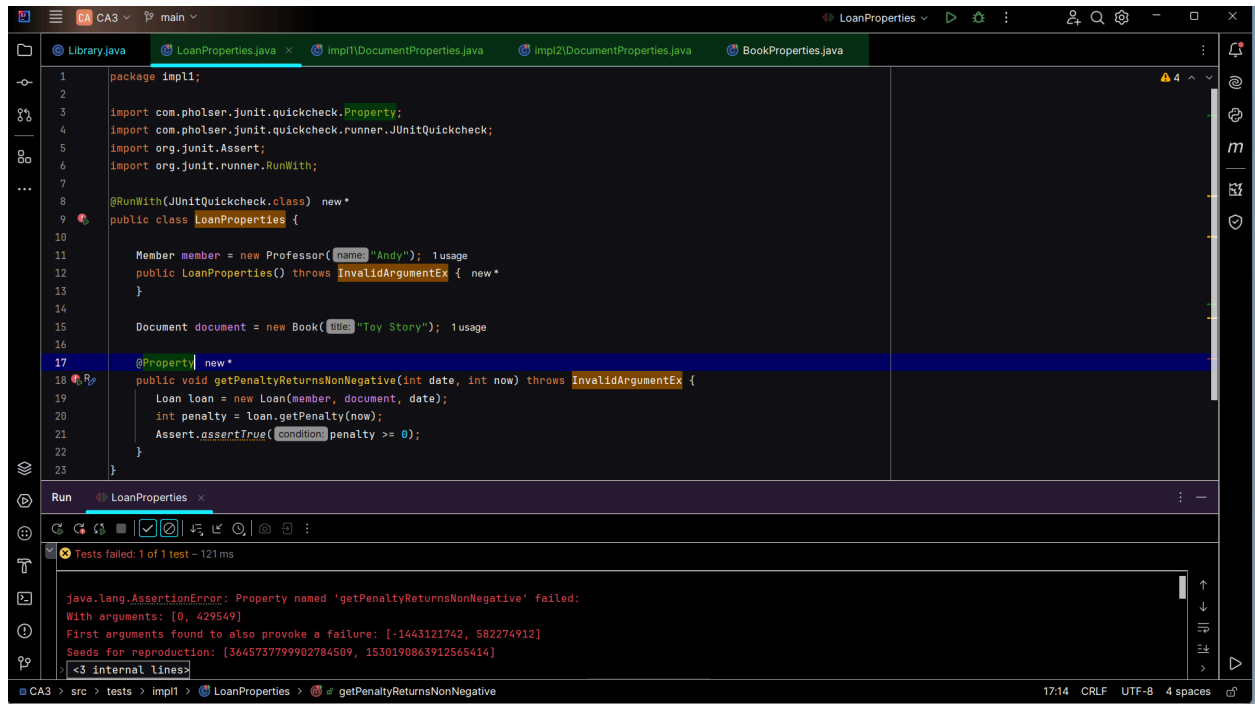 CA CA3 main LoanProperties
Library.java LoanProperties.java impl1\DocumentProperties.java impl2\DocumentProperties.java BookProperties.java
1 package impl1; 4
2
3 import com.pholser.junit.quickcheck.Property;
4 import com.pholser.junit.quickcheck.runner.JUnitQuickcheck;
5 import org.junit.Assert;
6 import org.junit.runner.RunWith;
7
8 @RunWith(JUnitQuickcheck.class) new *
9 public class LoanProperties {
10
11 Member member = new Professor( name: "Andy"); 1 usage
12 public LoanProperties() throws InvalidArgumentEx { new *
13 }
14
15 Document document = new Book( title: "Toy Story"); 1 usage
16
17 @Property new *
18 public void getPenaltyReturnsNonNegative(int date, int now) throws InvalidArgumentEx {
19 Loan loan = new Loan(member, document, date);
20 int penalty = loan.getPenalty(now);
21 Assert.assertTrue( condition: penalty >= 0);
22 }
23 }
Run LoanProperties
Tests failed: 1 of 1 test – 121 ms
java.lang.AssertionError: Property named 'getPenaltyReturnsNonNegative' failed:
With arguments: [0, 429549]
First arguments found to also provoke a failure: [-1443121742, 582274912]
Seeds for reproduction: [3645737799902784509, 1530190863912565414]
<3 internal lines>
CA3 > src > tests > impl1 > LoanProperties > getPenaltyReturnsNonNegative 17:14 CRLF UTF-8 4 spaces